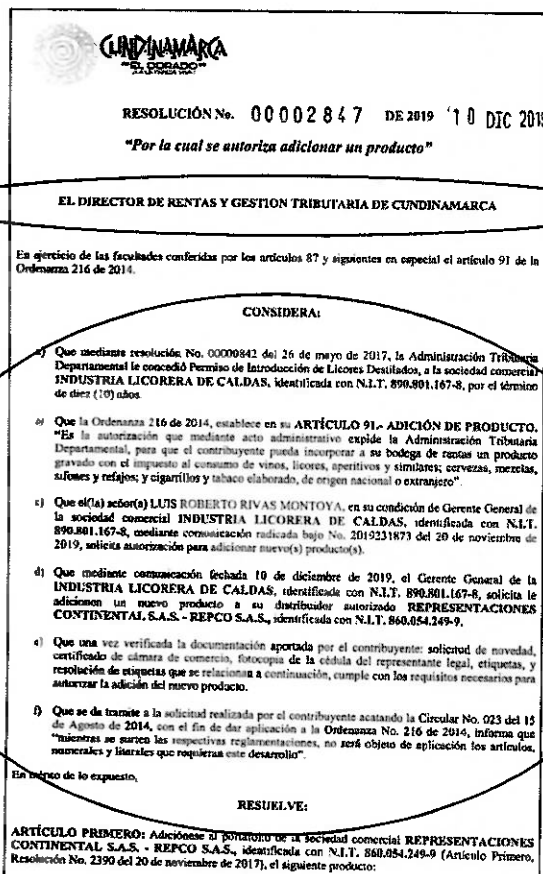 CUNDINAMARCA
"EL DORADO"
¡LA LEYENDA VIVE!
RESOLUCIÓN No. 00002847 DE 2019 10 DIC 201
"Por la cual se autoriza adicionar un producto"
EL DIRECTOR DE RENTAS Y GESTION TRIBUTARIA DE CUNDINAMARCA
En ejercicio de las facultades conferidas por los artículos 87 y siguientes en especial el artículo 91 de la
Ordenanza 216 de 2014.
CONSIDERA:
Que mediante resolución No. 00000842 del 26 de mayo de 2017, la Administración Tributaria
Departamental le concedió Permiso de Introducción de Licores Destilados, a la sociedad comercial
INDUSTRIA LICORERA DE CALDAS, identificada con N.I.T. 890.801.167-8, por el término
de diez (10) años.
Que la Ordenanza 216 de 2014, establece en su ARTÍCULO 91.- ADICIÓN DE PRODUCTO.
"Es la autorización que mediante acto administrativo expide la Administración Tributaria
Departamental, para que el contribuyente pueda incorporar a su bodega de rentas un producto
gravado con el impuesto al consumo de vinos, licores, aperitivos y similares; cervezas, mezclas,
sifones y refajos; y cigarrillos y tabaco elaborado, de origen nacional o extranjero".
c) Que el(la) señor(a) LUIS ROBERTO RIVAS MONTOYA, en su condición de Gerente General de
la sociedad comercial INDUSTRIA LICORERA DE CALDAS, identificada con N.I.T.
890.801.167-8, mediante comunicación radicada bajo No. 2019231873 del 20 de noviembre de
2019, solicita autorización para adicionar nuevo(s) producto(s).
d) Que mediante comunicación fechada 10 de diciembre de 2019, el Gerente General de la
INDUSTRIA LICORERA DE CALDAS, identificada con N.I.T. 890.801.167-8, solicita le
adicionen un nuevo producto a su distribuidor autorizado REPRESENTACIONES
CONTINENTAL S.A.S. - REPCO S.A.S., identificada con N.I.T. 860.054.249-9.
e) Que una vez verificada la documentación aportada por el contribuyente: solicitud de novedad,
certificado de cámara de comercio, fotocopia de la cédula del representante legal, etiquetas, y
resolución de etiquetas que se relacionan a continuación, cumple con los requisitos necesarios para
autorizar la adición del nuevo producto.
f) Que se da tramite a la solicitud realizada por el contribuyente acatando la Circular No. 023 del 15
de Agosto de 2014, con el fin de dar aplicación a la Ordenanza No. 216 de 2014, informa que
"mientras se surten las respectivas reglamentaciones, no será objeto de aplicación los artículos,
numerales y literales que requieran este desarrollo".
En mérito de lo expuesto,
RESUELVE:
ARTÍCULO PRIMERO: Adiciónese al portafolio de la sociedad comercial REPRESENTACIONES
CONTINENTAL S.A.S. - REPCO S.A.S., identificada con N.I.T. 860.054.249-9 (Artículo Primero,
Resolución No. 2390 del 20 de noviembre de 2017), el siguiente producto: